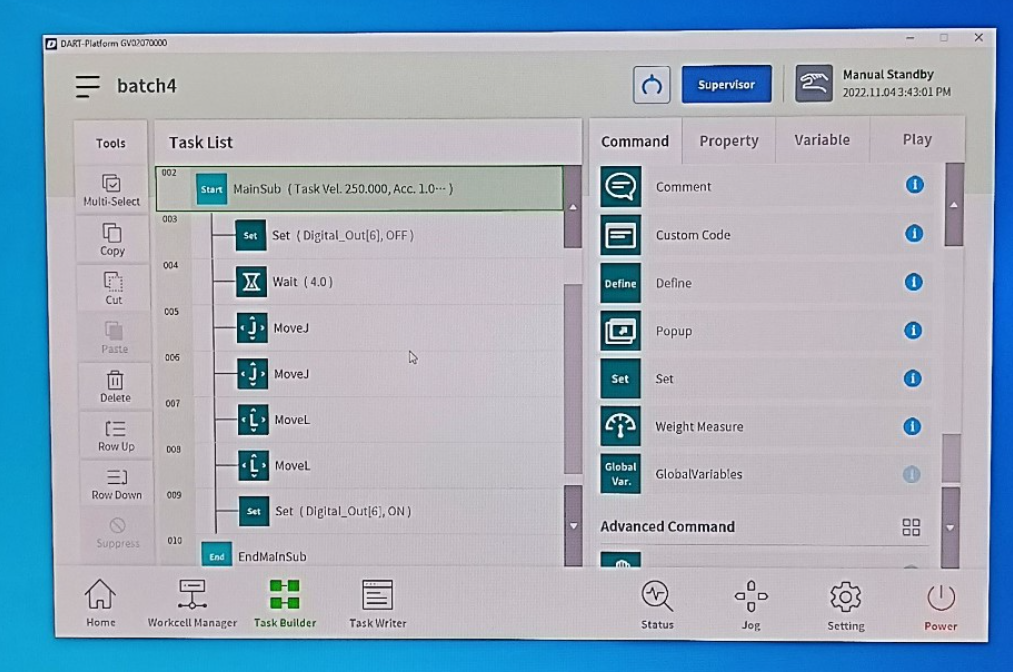 DART-Platform GV02070000
batch4
Supervisor
Manual Standby
2022.11.04 3:43:01 PM
Tools
Multi-Select
Copy
Cut
Paste
Delete
Row Up
Row Down
Suppress
Task List
002
Start
MainSub ( Task Vel. 250.000, Acc. 1.0··· )
003
Set
Set ( Digital_Out[6], OFF )
004
Wait ( 4.0 )
005
J
MoveJ
006
J
MoveJ
007
L
MoveL
008
L
MoveL
009
Set
Set ( Digital_Out[6], ON )
010
End
EndMainSub
Command
Property
Variable
Play
Comment
Custom Code
Define
Define
Popup
Set
Set
Weight Measure
Global
Var.
GlobalVariables
Advanced Command
Home
Workcell Manager
Task Builder
Task Writer
Status
Jog
Setting
Power